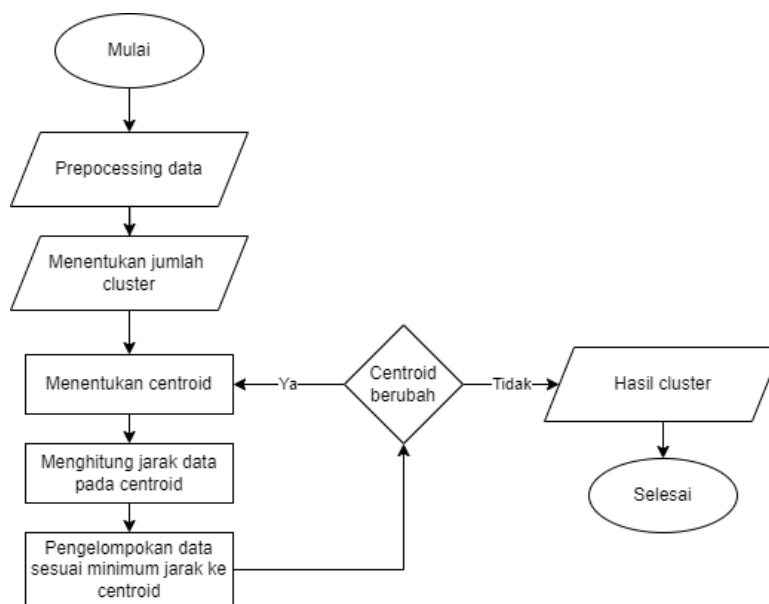 Mulai
Prepocessing data
Menentukan jumlah
cluster
Menentukan centroid
Menghitung jarak data
pada centroid
Pengelompokan data
sesuai minimum jarak ke
centroid
Centroid
berubah
Ya
Tidak
Hasil cluster
Selesai